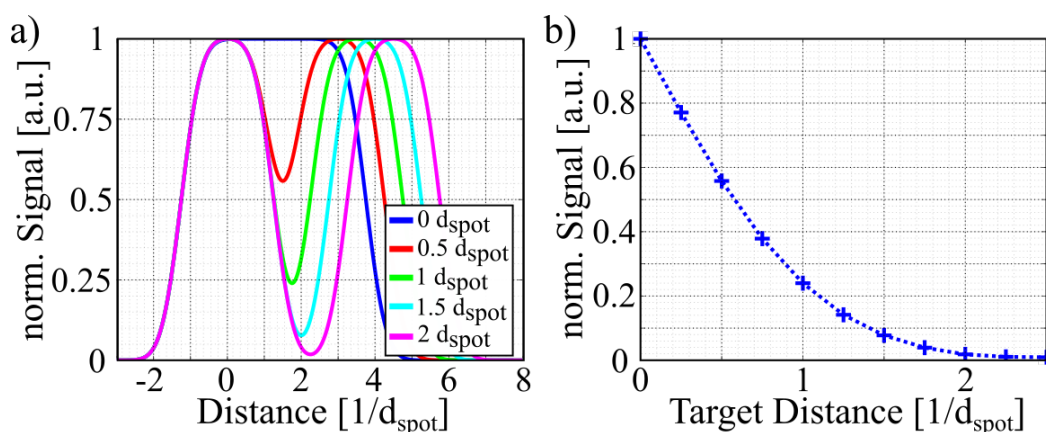 a)
norm. Signal [a.u.]
1
0.75
0.5
0.25
0
-2 0 2 4 6 8
Distance [1/dspot]
0 dspot
0.5 dspot
1 dspot
1.5 dspot
2 dspot
b)
norm. Signal [a.u.]
1
0.8
0.6
0.4
0.2
0
0 1 2
Target Distance [1/dspot]